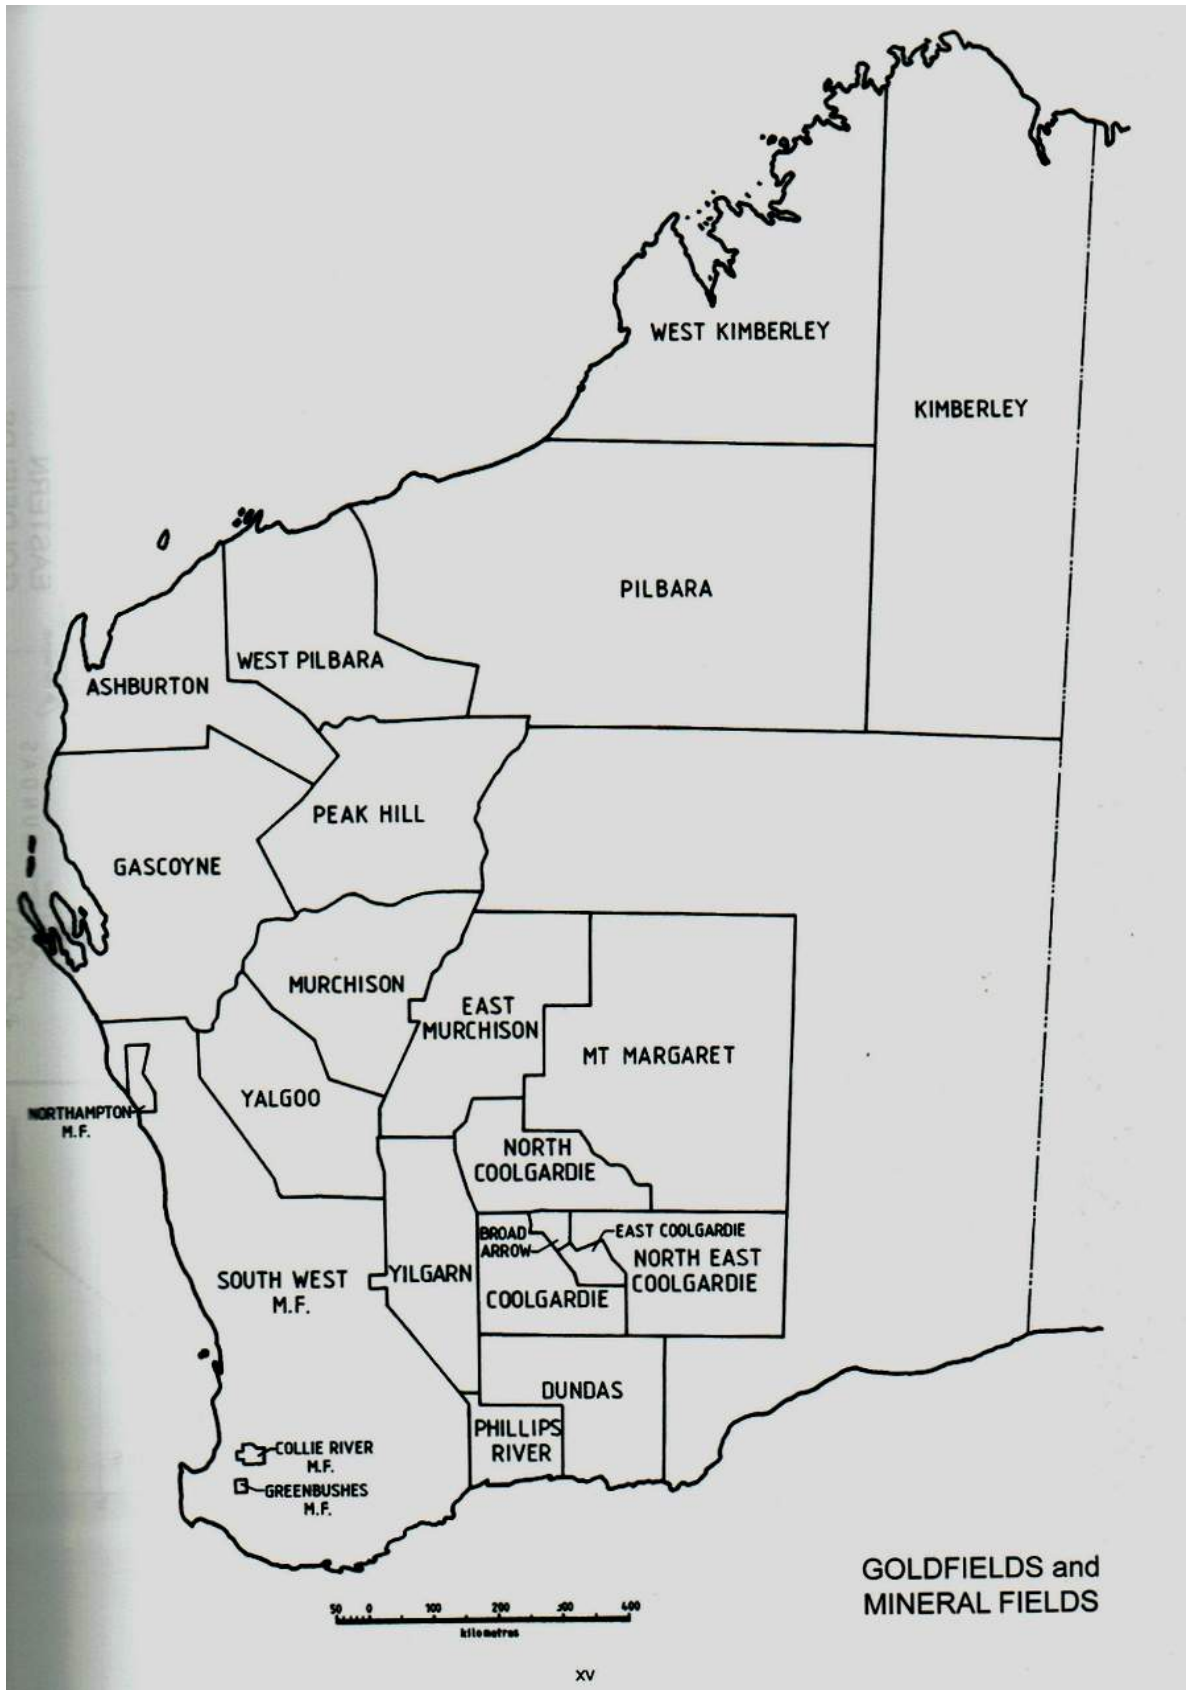 WEST KIMBERLEY
KIMBERLEY
PILBARA
WEST PILBARA
ASHBURTON
PEAK HILL
GASCOYNE
MURCHISON
EAST
MURCHISON
MT MARGARET
YALGOO
NORTHAMPTON
M.F.
NORTH
COOLGARDIE
BROAD
ARROW
EAST COOLGARDIE
NORTH EAST
COOLGARDIE
SOUTH WEST
M.F.
YILGARN
COOLGARDIE
DUNDAS
PHILLIPS
RIVER
COLLIE RIVER
M.F.
GREENBUSHES
M.F.
GOLDFIELDS and
MINERAL FIELDS
50 0 100 200 300 400
kilometres
XV